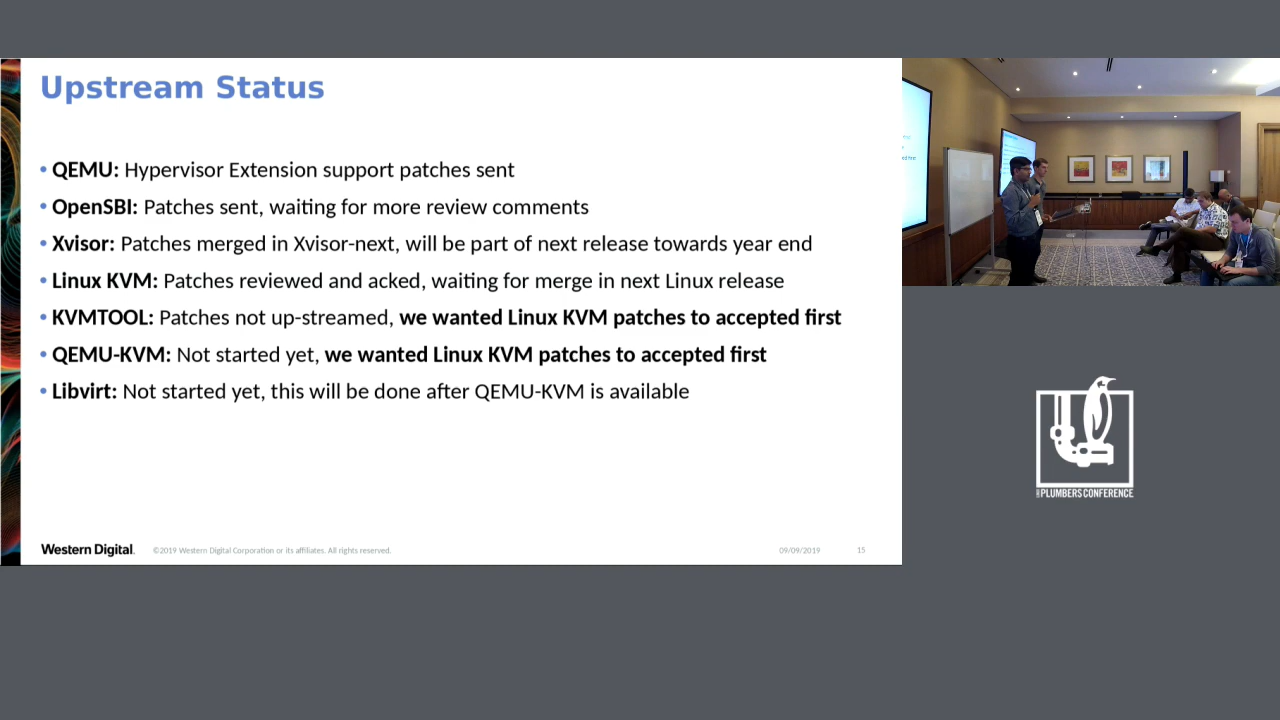 Upstream Status
• QEMU: Hypervisor Extension support patches sent
• OpenSBI: Patches sent, waiting for more review comments
• Xvisor: Patches merged in Xvisor-next, will be part of next release towards year end
• Linux KVM: Patches reviewed and acked, waiting for merge in next Linux release
• KVMTOOL: Patches not up-streamed, we wanted Linux KVM patches to accepted first
• QEMU-KVM: Not started yet, we wanted Linux KVM patches to accepted first
• Libvirt: Not started yet, this will be done after QEMU-KVM is available
Western Digital. ©2019 Western Digital Corporation or its affiliates. All rights reserved. 09/09/2019 15
PLUMBERS CONFERENCE